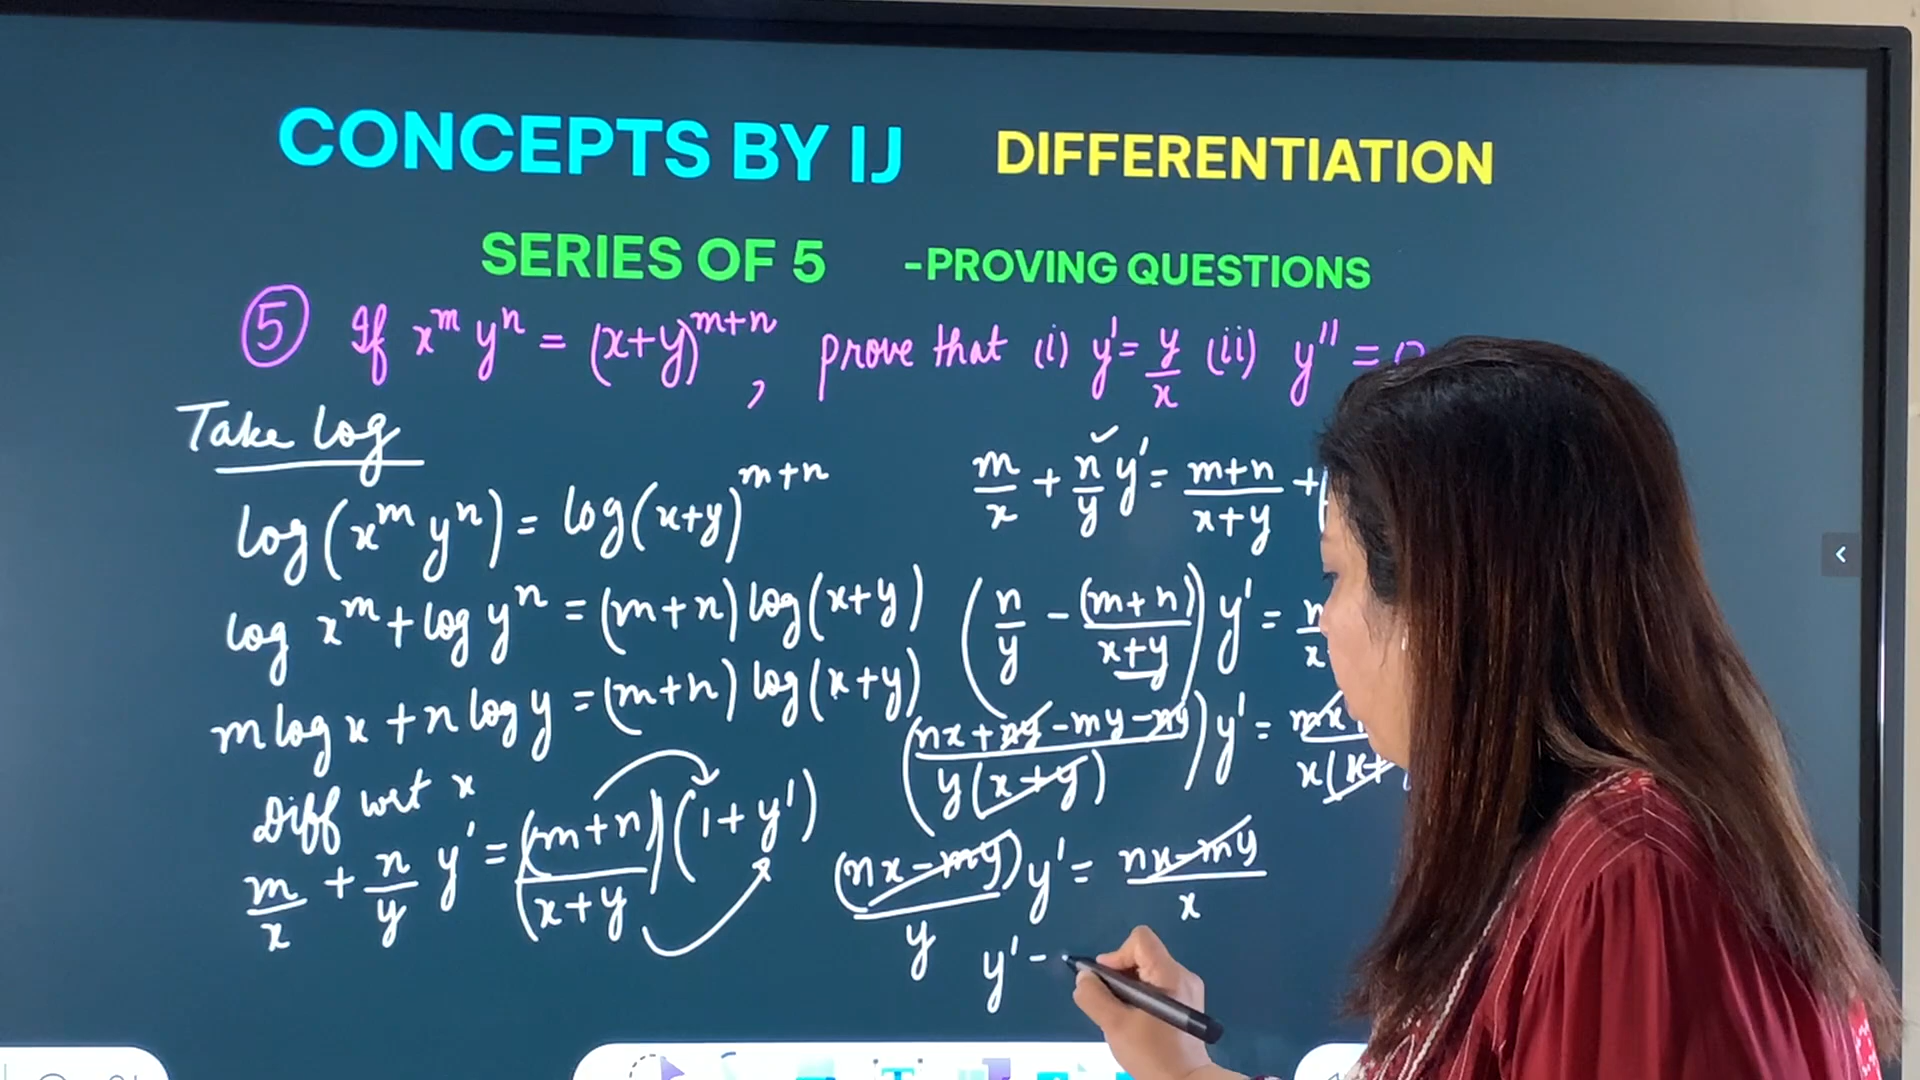 CONCEPTS BY IJ DIFFERENTIATION
SERIES OF 5 -PROVING QUESTIONS
⑤ If x^m y^n = (x+y)^{m+n}, prove that (i) y' = y/x (ii) y'' = 0
Take log
log(x^m y^n) = log(x+y)^{m+n}
log x^m + log y^n = (m+n) log(x+y)
m log x + n log y = (m+n) log(x+y)
Diff wrt x
m/x + n/y y' = (m+n)/(x+y) (1+y')
m/x + n/y y' = m+n/x+y +
(n/y - (m+n)/x+y) y' =
(nx+ny-my-ny/y(x+y)) y' =
(nx-my)/y y' = nx-my/x
y' -